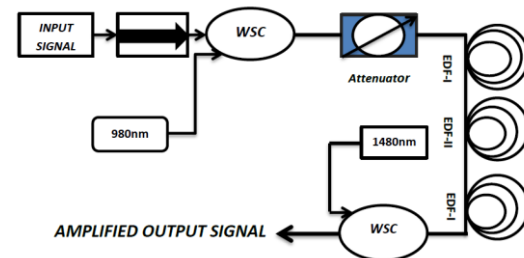 INPUT
SIGNAL
WSC
Attenuator
EDF-I
980nm
EDF-II
1480nm
EDF-I
WSC
AMPLIFIED OUTPUT SIGNAL